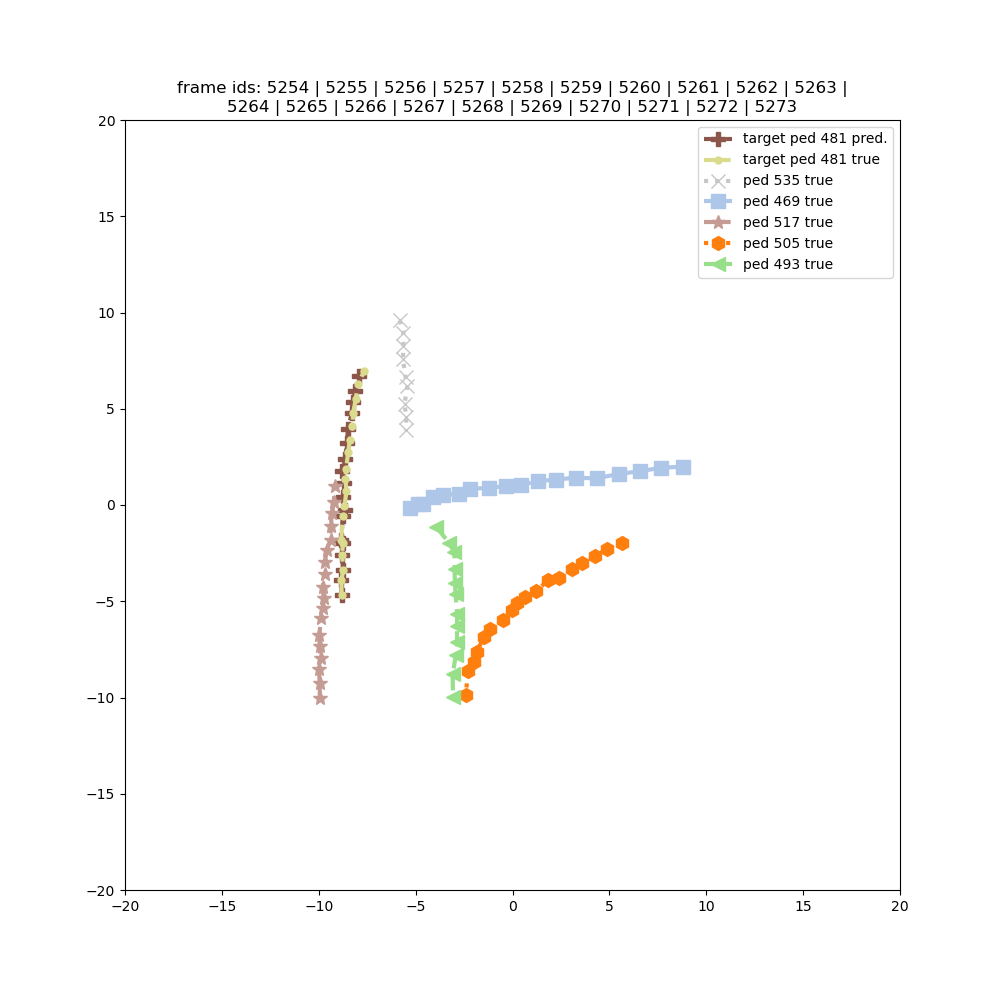 frame ids: 5254 | 5255 | 5256 | 5257 | 5258 | 5259 | 5260 | 5261 | 5262 | 5263 |
5264 | 5265 | 5266 | 5267 | 5268 | 5269 | 5270 | 5271 | 5272 | 5273
target ped 481 pred.
target ped 481 true
ped 535 true
ped 469 true
ped 517 true
ped 505 true
ped 493 true
20
15
10
5
0
−5
−10
−15
−20
−20
−15
−10
−5
0
5
10
15
20